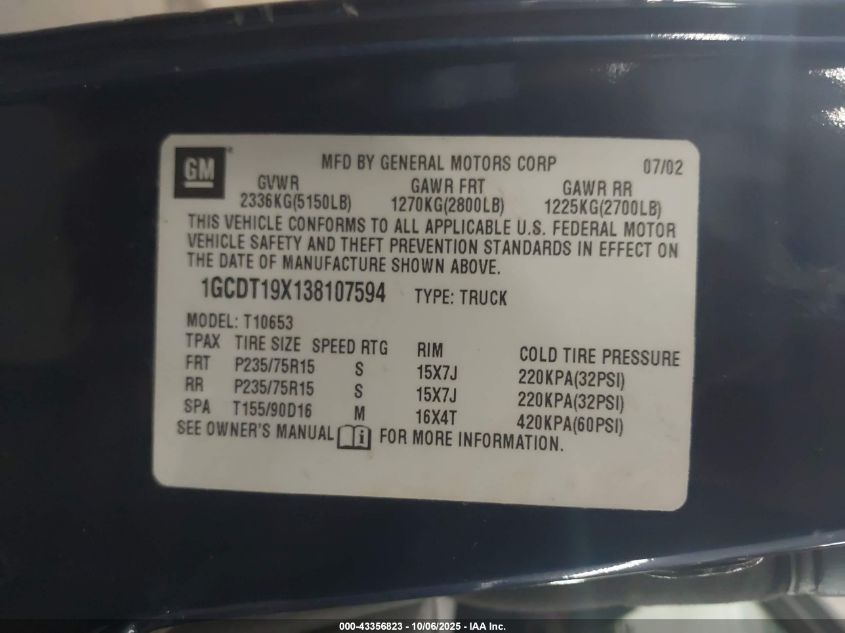 GM ®
MFD BY GENERAL MOTORS CORP 07/02
GVWR GAWR FRT GAWR RR
2336KG(5150LB) 1270KG(2800LB) 1225KG(2700LB)
THIS VEHICLE CONFORMS TO ALL APPLICABLE U.S. FEDERAL MOTOR
VEHICLE SAFETY AND THEFT PREVENTION STANDARDS IN EFFECT ON
THE DATE OF MANUFACTURE SHOWN ABOVE.
1GCDT19X138107594 TYPE: TRUCK
MODEL: T10653
TPAX TIRE SIZE SPEED RTG RIM COLD TIRE PRESSURE
FRT P235/75R15 S 15X7J 220KPA(32PSI)
RR P235/75R15 S 15X7J 220KPA(32PSI)
SPA T155/90D16 M 16X4T 420KPA(60PSI)
SEE OWNER'S MANUAL i FOR MORE INFORMATION.
000-43356823 - 10/06/2025 - IAA Inc.